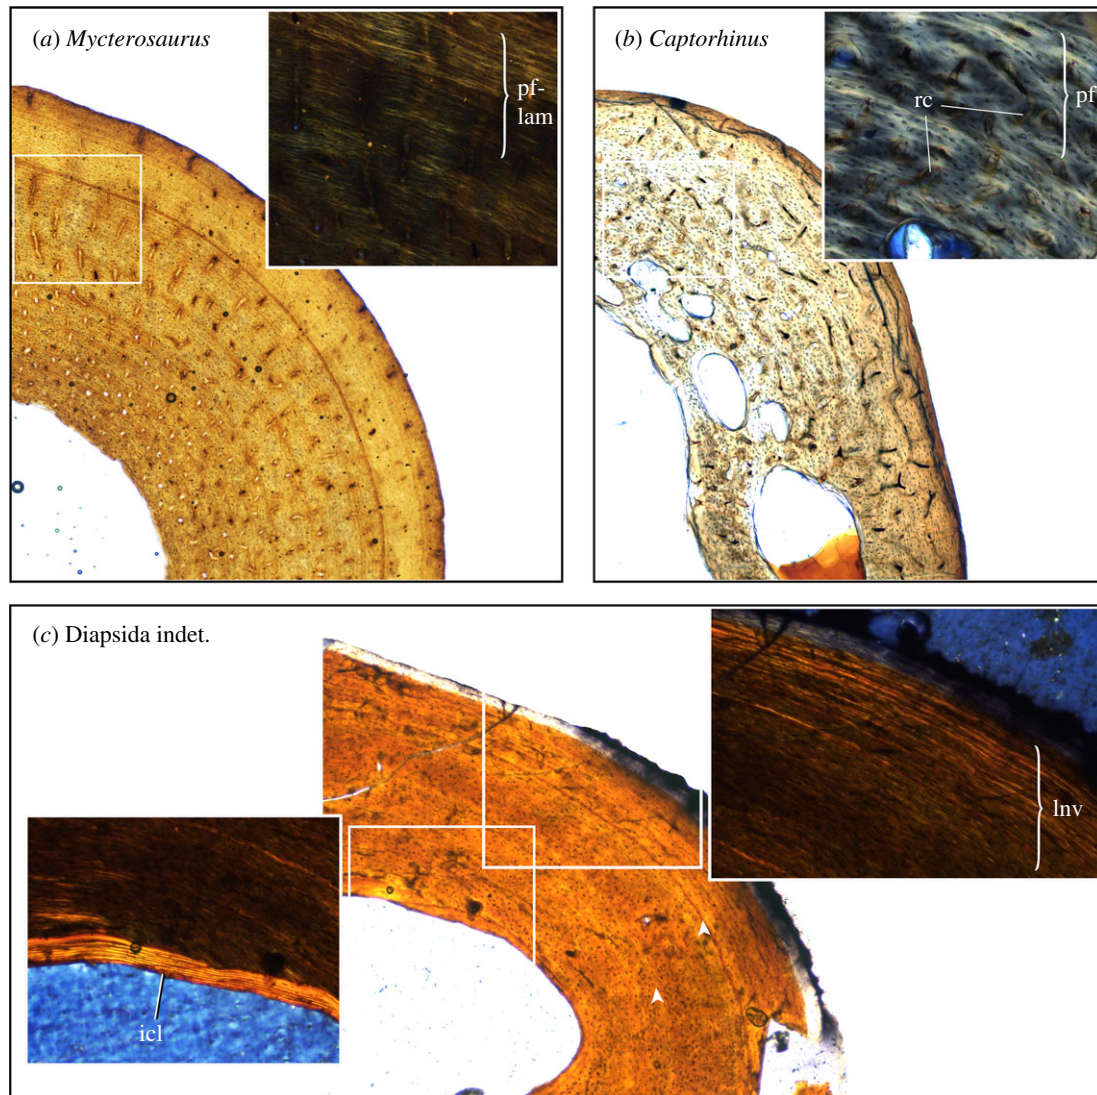 (a) Mycterosaurus
pf-
lam
(b) Captorhinus
rc
pf
(c) Diapsida indet.
lnv
icl